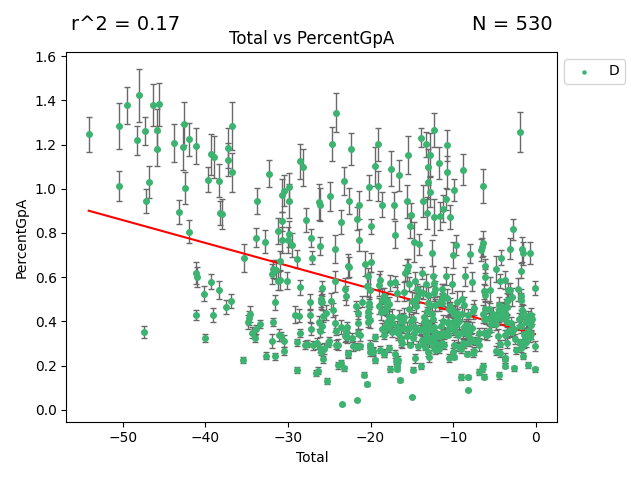 r^2 = 0.17
N = 530
Total vs PercentGpA
D
PercentGpA
1.6
1.4
1.2
1.0
0.8
0.6
0.4
0.2
0.0
−50
−40
−30
−20
−10
0
Total